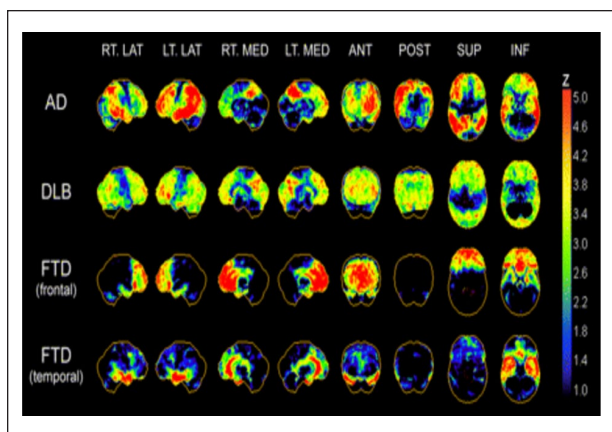 RT. LAT LT. LAT RT. MED LT. MED ANT POST SUP INF
Z
AD
5.0
4.6
4.2
DLB
3.8
3.4
3.2
FTD
(frontal)
2.6
2.2
1.8
FTD
(temporal)
1.4
1.0